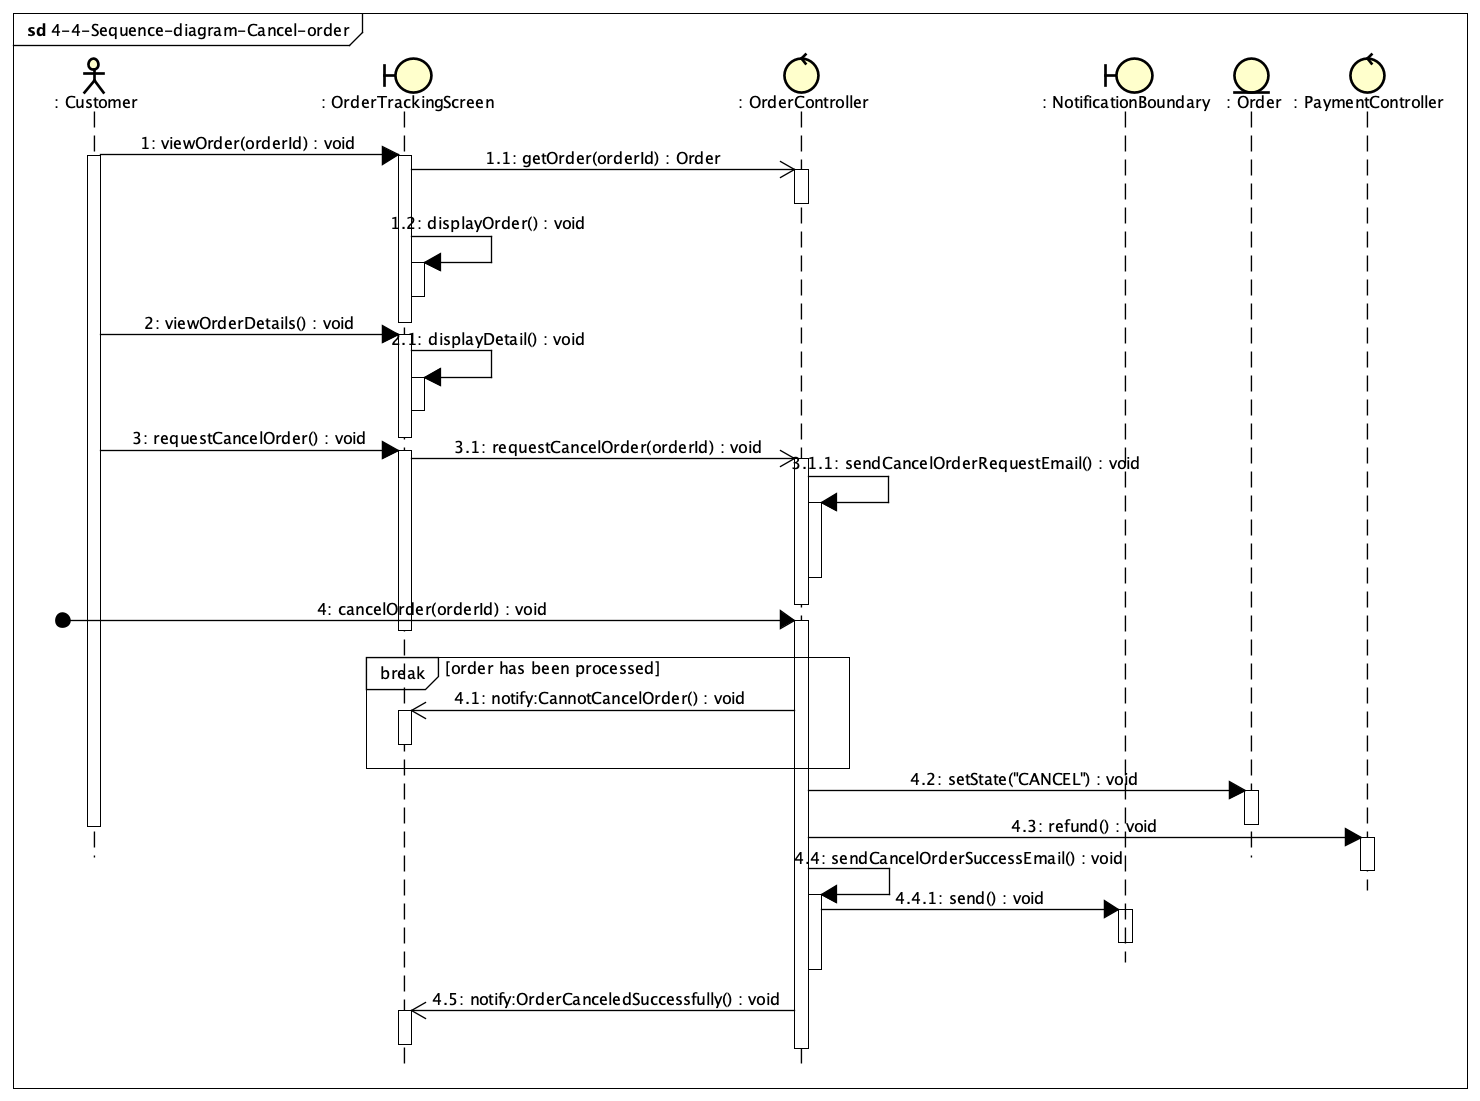 sd 4-4-Sequence-diagram-Cancel-order
: Customer
: OrderTrackingScreen
: OrderController
: NotificationBoundary
: Order
: PaymentController
1: viewOrder(orderId) : void
1.1: getOrder(orderId) : Order
1.2: displayOrder() : void
2: viewOrderDetails() : void
2.1: displayDetail() : void
3: requestCancelOrder() : void
3.1: requestCancelOrder(orderId) : void
3.1.1: sendCancelOrderRequestEmail() : void
4: cancelOrder(orderId) : void
break
[order has been processed]
4.1: notify:CannotCancelOrder() : void
4.2: setState("CANCEL") : void
4.3: refund() : void
4.4: sendCancelOrderSuccessEmail() : void
4.4.1: send() : void
4.5: notify:OrderCanceledSuccessfully() : void